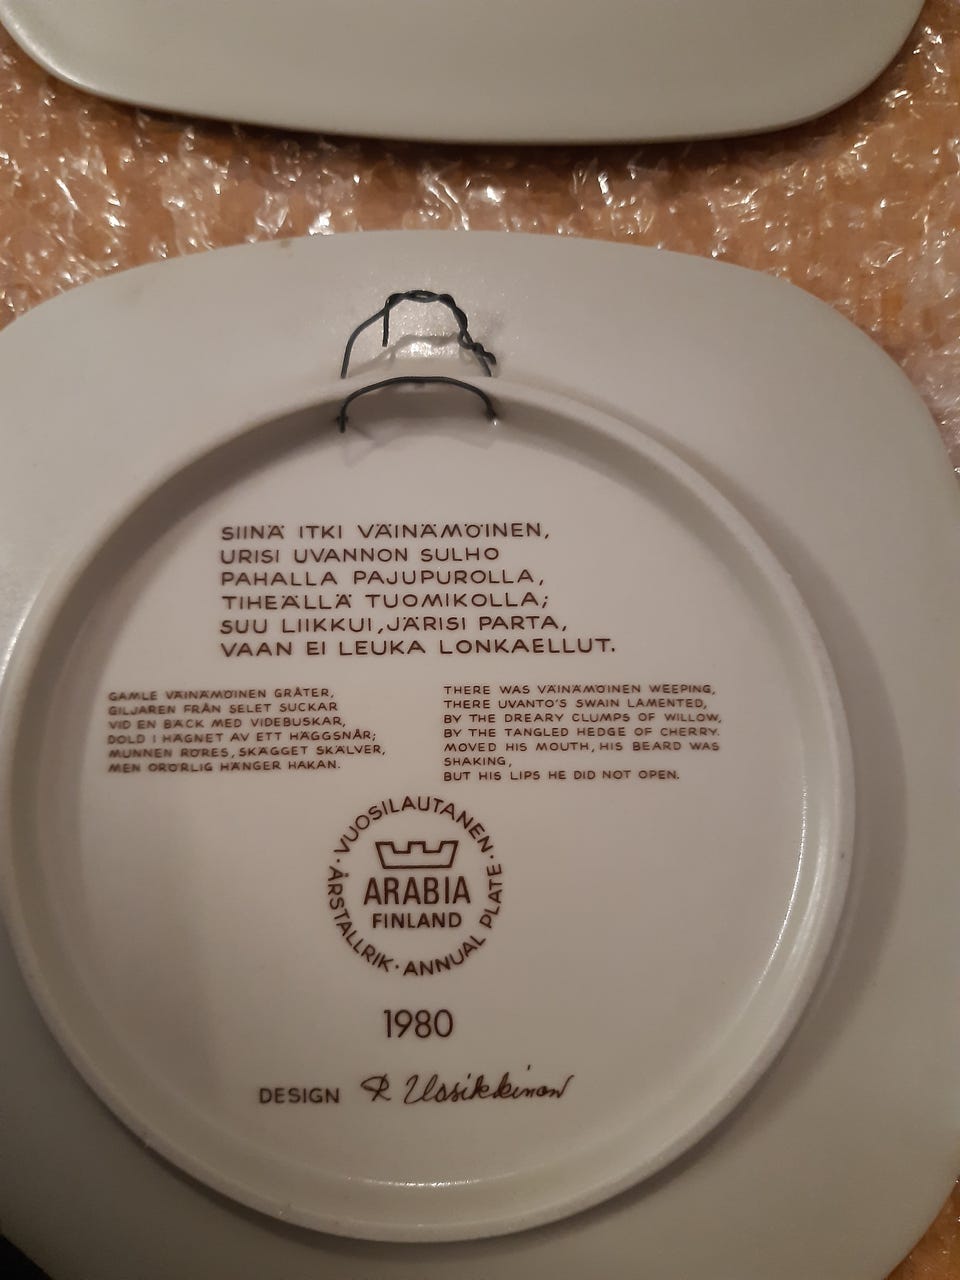 SIINÄ ITKI VÄINÄMÖINEN,
URISI UVANNON SULHO
PAHALLA PAJUPUROLLA,
TIHEÄLLÄ TUOMIKOLLA;
SUU LIIKKUI, JÄRISI PARTA,
VAAN EI LEUKA LONKAELLUT.
GAMLE VÄINÄMÖINEN GRÅTER,
GILJAREN FRÅN SELET SUCKAR
VID EN BÄCK MED VIDEBUSKAR,
DOLD I HÄGNET AV ETT HÄGGSNÅR;
MUNNEN RÖRES, SKÄGGET SKÄLVER,
MEN ORÖRLIG HÄNGER HAKAN.
THERE WAS VÄINÄMÖINEN WEEPING,
THERE UVANTO'S SWAIN LAMENTED,
BY THE DREARY CLUMPS OF WILLOW,
BY THE TANGLED HEDGE OF CHERRY.
MOVED HIS MOUTH, HIS BEARD WAS
SHAKING,
BUT HIS LIPS HE DID NOT OPEN.
· VUOSILAUTANEN · ANNUAL PLATE · ÅRSTALLRIK
ARABIA
FINLAND
1980
DESIGN R Uosikkinen